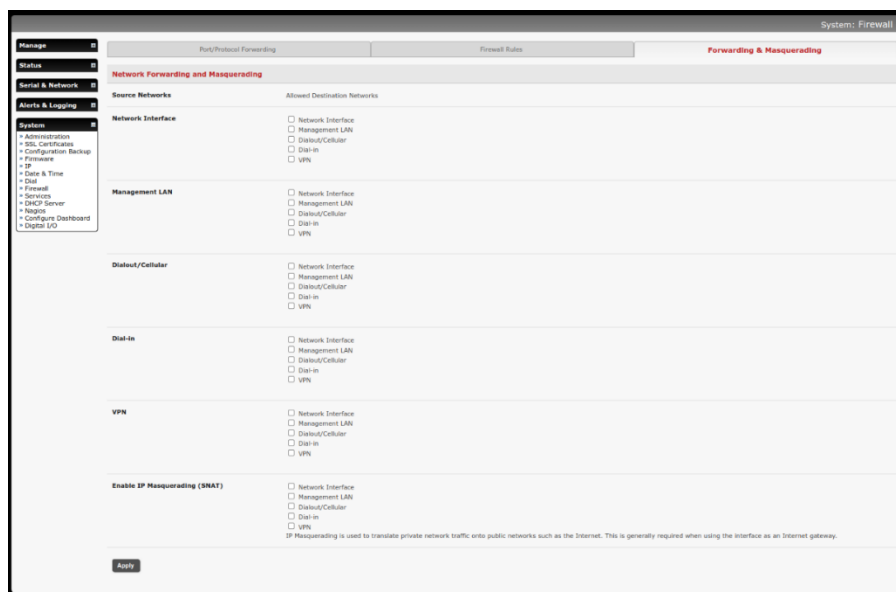 System: Firewall
Manage
Status
Serial & Network
Alerts & Logging
System
Administration
SSL Certificates
Configuration Backup
Firmware
IP
Date & Time
Dial
Firewall
Services
DHCP Server
Nagios
Configure Dashboard
Digital I/O
Port/Protocol Forwarding
Firewall Rules
Forwarding & Masquerading
Network Forwarding and Masquerading
Source Networks Allowed Destination Networks
Network Interface
Network Interface
Management LAN
Dialout/Cellular
Dial-in
VPN
Management LAN
Network Interface
Management LAN
Dialout/Cellular
Dial-in
VPN
Dialout/Cellular
Network Interface
Management LAN
Dialout/Cellular
Dial-in
VPN
Dial-in
Network Interface
Management LAN
Dialout/Cellular
Dial-in
VPN
VPN
Network Interface
Management LAN
Dialout/Cellular
Dial-in
VPN
Enable IP Masquerading (SNAT)
Network Interface
Management LAN
Dialout/Cellular
Dial-in
VPN
IP Masquerading is used to translate private network traffic onto public networks such as the Internet. This is generally required when using the interface as an Internet gateway.
Apply